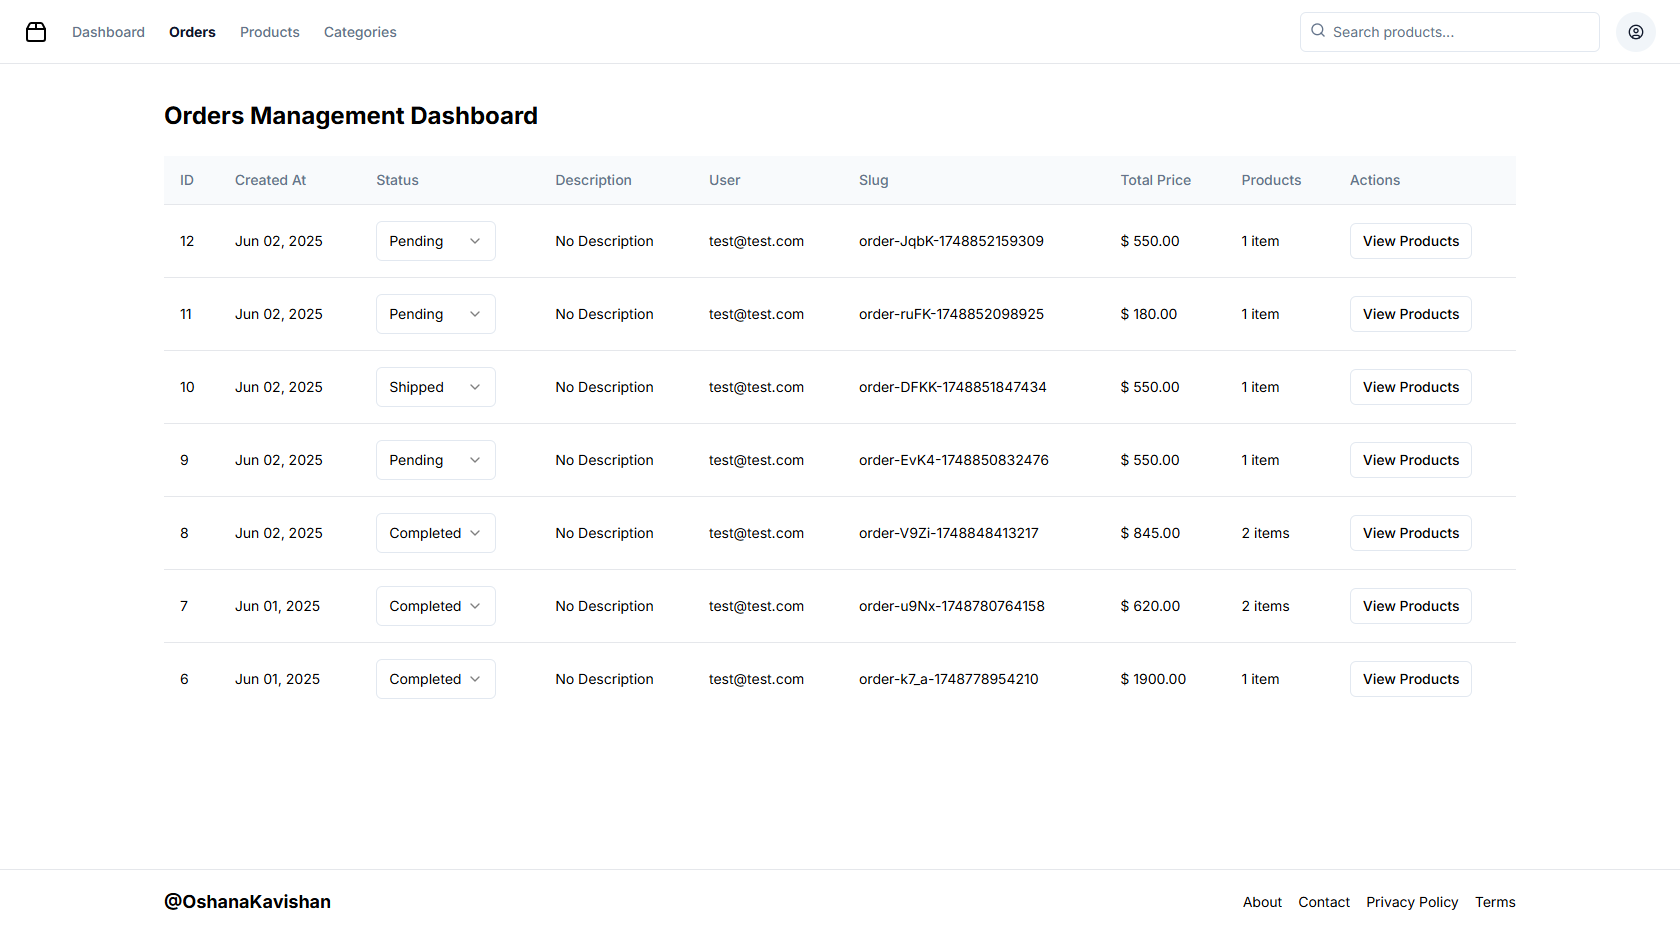 Dashboard Orders Products Categories Search products...
Orders Management Dashboard
ID Created At Status Description User Slug Total Price Products Actions
12 Jun 02, 2025 Pending No Description test@test.com order-JqbK-1748852159309 $ 550.00 1 item View Products
11 Jun 02, 2025 Pending No Description test@test.com order-ruFK-1748852098925 $ 180.00 1 item View Products
10 Jun 02, 2025 Shipped No Description test@test.com order-DFKK-1748851847434 $ 550.00 1 item View Products
9 Jun 02, 2025 Pending No Description test@test.com order-EvK4-1748850832476 $ 550.00 1 item View Products
8 Jun 02, 2025 Completed No Description test@test.com order-V9Zi-1748848413217 $ 845.00 2 items View Products
7 Jun 01, 2025 Completed No Description test@test.com order-u9Nx-1748780764158 $ 620.00 2 items View Products
6 Jun 01, 2025 Completed No Description test@test.com order-k7_a-1748778954210 $ 1900.00 1 item View Products
@OshanaKavishan About Contact Privacy Policy Terms